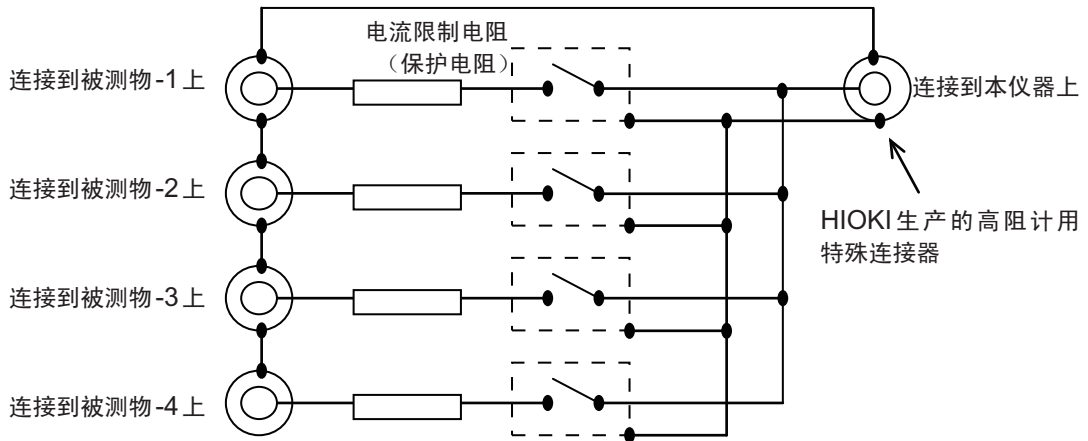 电流限制电阻
（保护电阻）
连接到被测物-1上
连接到本仪器上
连接到被测物-2上
HIOKI生产的高阻计用
特殊连接器
连接到被测物-3上
连接到被测物-4上